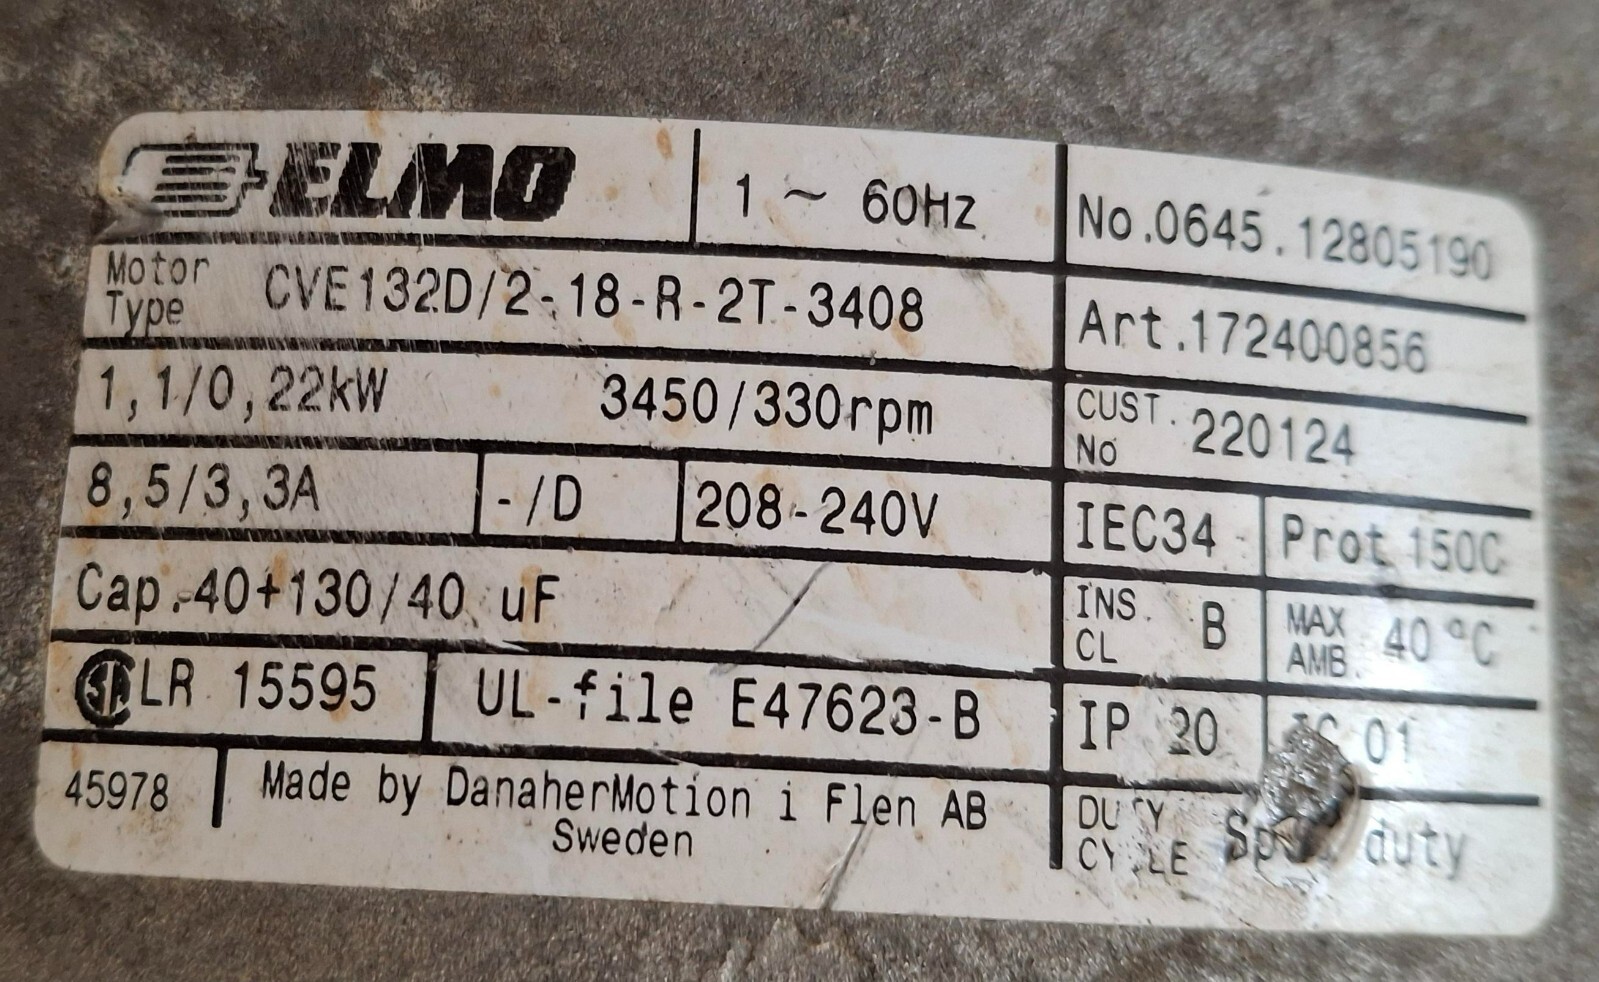 ELMO
1 ~ 60Hz
No.0645.12805190
Motor
Type CVE132D/2-18-R-2T-3408
Art.172400856
1,1/0,22kW 3450/330rpm
CUST.
No 220124
8,5/3,3A -/D 208-240V
IEC34 Prot 150C
Cap.40+130/40 uF
INS.
CL B
MAX
AMB. 40 °C
LR 15595 UL-file E47623-B
IP 20 01
45978 Made by DanaherMotion i Flen AB
Sweden
DUTY
CYCLE duty